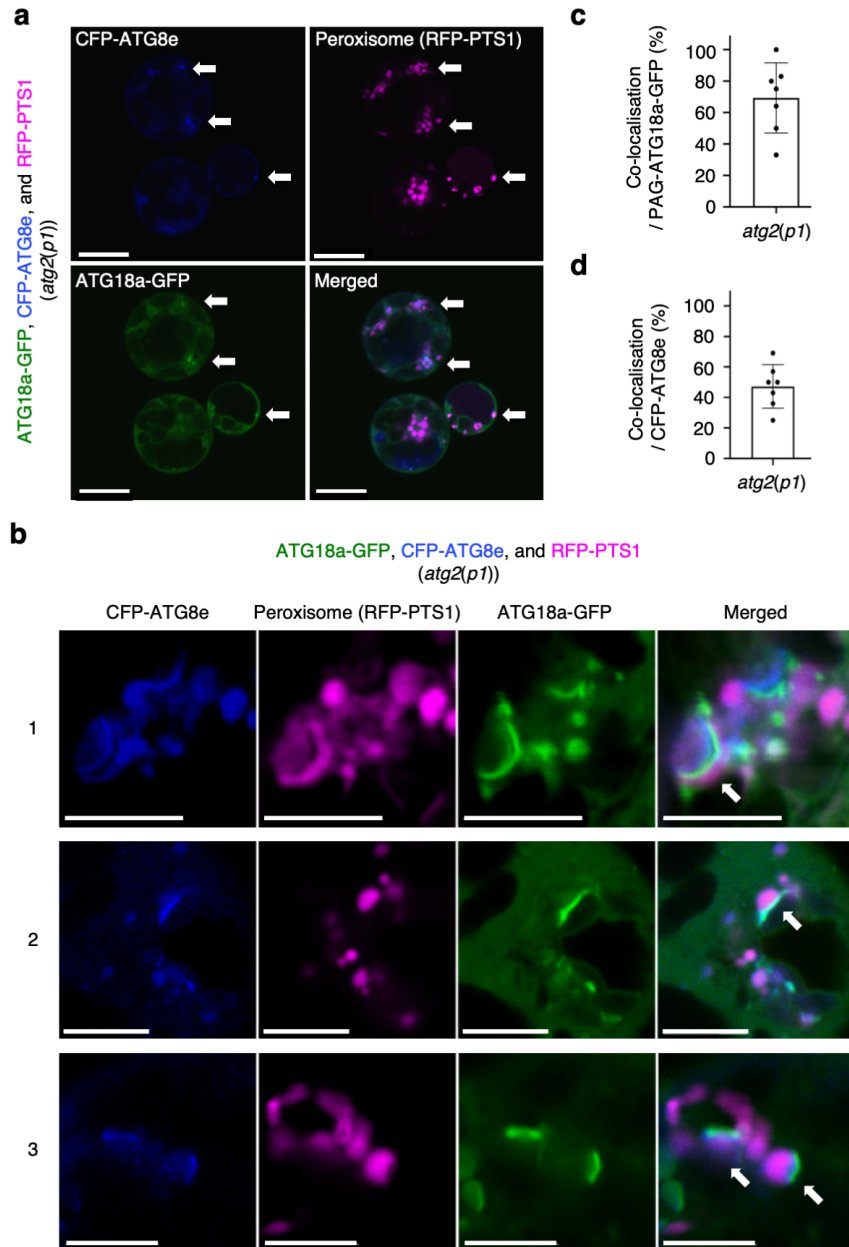 a
ATG18a-GFP, CFP-ATG8e, and RFP-PTS1
(atg2(p1))
CFP-ATG8e
Peroxisome (RFP-PTS1)
ATG18a-GFP
Merged
c
Co-localisation
/ PAG-ATG18a-GFP (%)
100
80
60
40
20
0
atg2(p1)
d
Co-localisation
/ CFP-ATG8e (%)
100
80
60
40
20
0
atg2(p1)
b
ATG18a-GFP, CFP-ATG8e, and RFP-PTS1
(atg2(p1))
CFP-ATG8e
Peroxisome (RFP-PTS1)
ATG18a-GFP
Merged
1
2
3